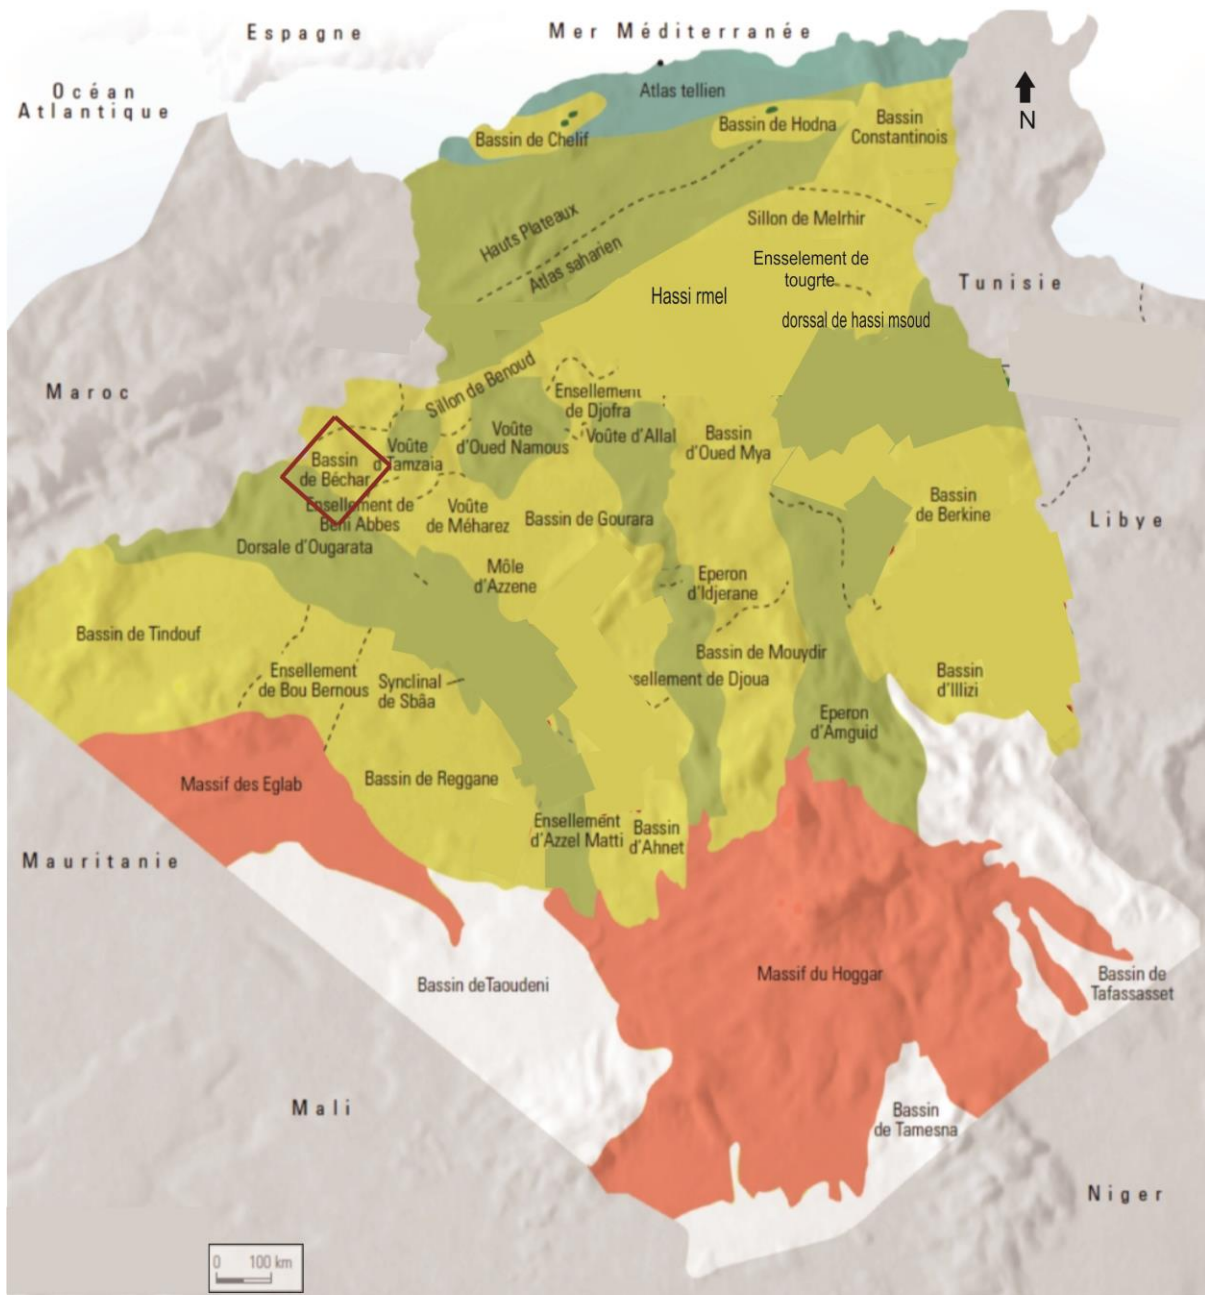 Espagne
Mer Méditerranée
Océan
Atlantique
N
Atlas tellien
Bassin de Chelif
Bassin de Hodna
Bassin
Constantinois
Hauts Plateaux
Atlas saharien
Sillon de Melrhir
Ensselement de
tougrte
Tunisie
Hassi rmel
dorssal de hassi msoud
Maroc
Sillon de Benoud
Ensellement
de Djofra
Voûte
d'Oued Namous
Voûte d'Allal
Voûte
d'Tamzaia
Bassin
d'Oued Mya
Bassin
de Béchar
Ensellement de
Beni Abbes
Voûte
de Méharez
Bassin de Gourara
Bassin
de Berkine
Libye
Dorsale d'Ougarata
Môle
d'Azzene
Eperon
d'Idjerane
Bassin de Tindouf
Bassin de Mouydir
Ensellement
de Bou Bernous
Synclinal
de Sbâa
sellement de Djoua
Bassin
d'Illizi
Eperon
d'Amguid
Massif des Eglab
Bassin de Reggane
Ensellement
d'Azzel Matti
Bassin
d'Ahnet
Mauritanie
Bassin deTaoudeni
Massif du Hoggar
Bassin de
Tafassasset
Mali
Bassin
de Tamesna
Niger
0 100 km